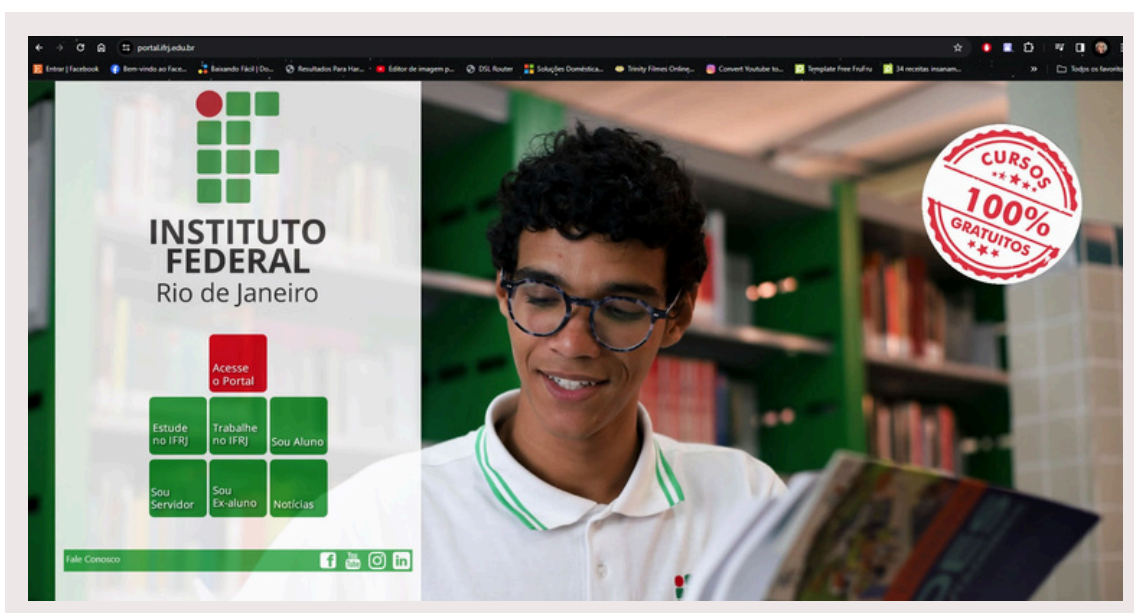 portal.ifrj.edu.br
Entrar | Facebook
Bem-vindo ao Face...
Baixando Fácil | Do...
Resultados Para Har...
Editor de imagem p...
DSL Router
Soluções Doméstica...
Trinity Filmes Online...
Convert Youtube to...
Template Free FruFru
34 receitas insanam...
»
Todos os favoritos
INSTITUTO
FEDERAL
Rio de Janeiro
Acesse
o Portal
Estude
no IFRJ
Trabalhe
no IFRJ
Sou Aluno
Sou
Servidor
Sou
Ex-aluno
Notícias
Fale Conosco
f
You
Tube
in
CURSOS
100%
GRATUITOS